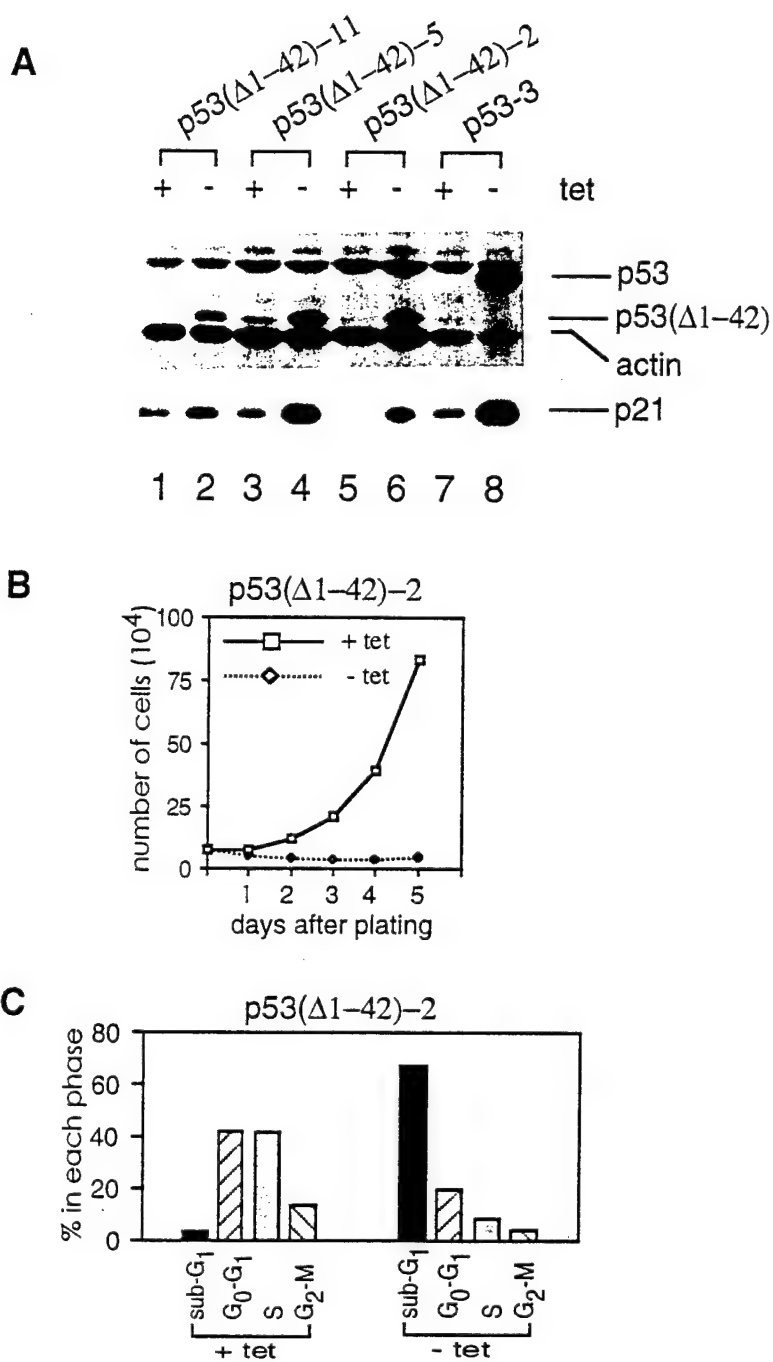 A
p53(Δ1–42)–11
p53(Δ1–42)–5
p53(Δ1–42)–2
p53-3
+ - + - + - + - tet
p53
p53(Δ1–42)
actin
p21
1 2 3 4 5 6 7 8
B
p53(Δ1–42)–2
number of cells (10⁴)
100
75
50
25
0
+ tet
- tet
1 2 3 4 5
days after plating
C
p53(Δ1–42)–2
% in each phase
80
60
40
20
0
sub-G₁ G₀-G₁ S G₂-M sub-G₁ G₀-G₁ S G₂-M
+ tet - tet